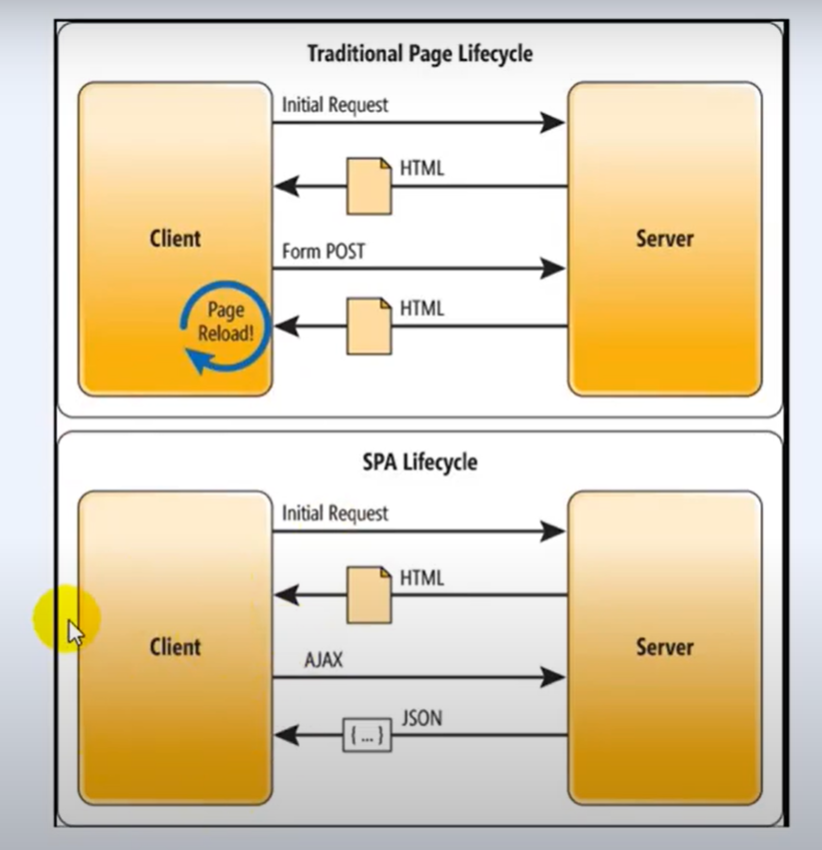 Traditional Page Lifecycle
Initial Request
HTML
Client
Server
Form POST
HTML
Page
Reload!
SPA Lifecycle
Initial Request
HTML
Client
Server
AJAX
JSON
{ ... }